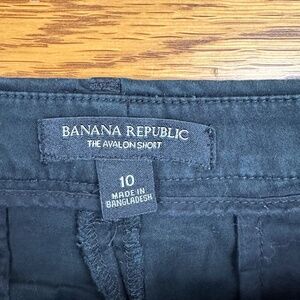 BANANA REPUBLIC
THE AVALON SHORT
10
MADE IN
BANGLADESH